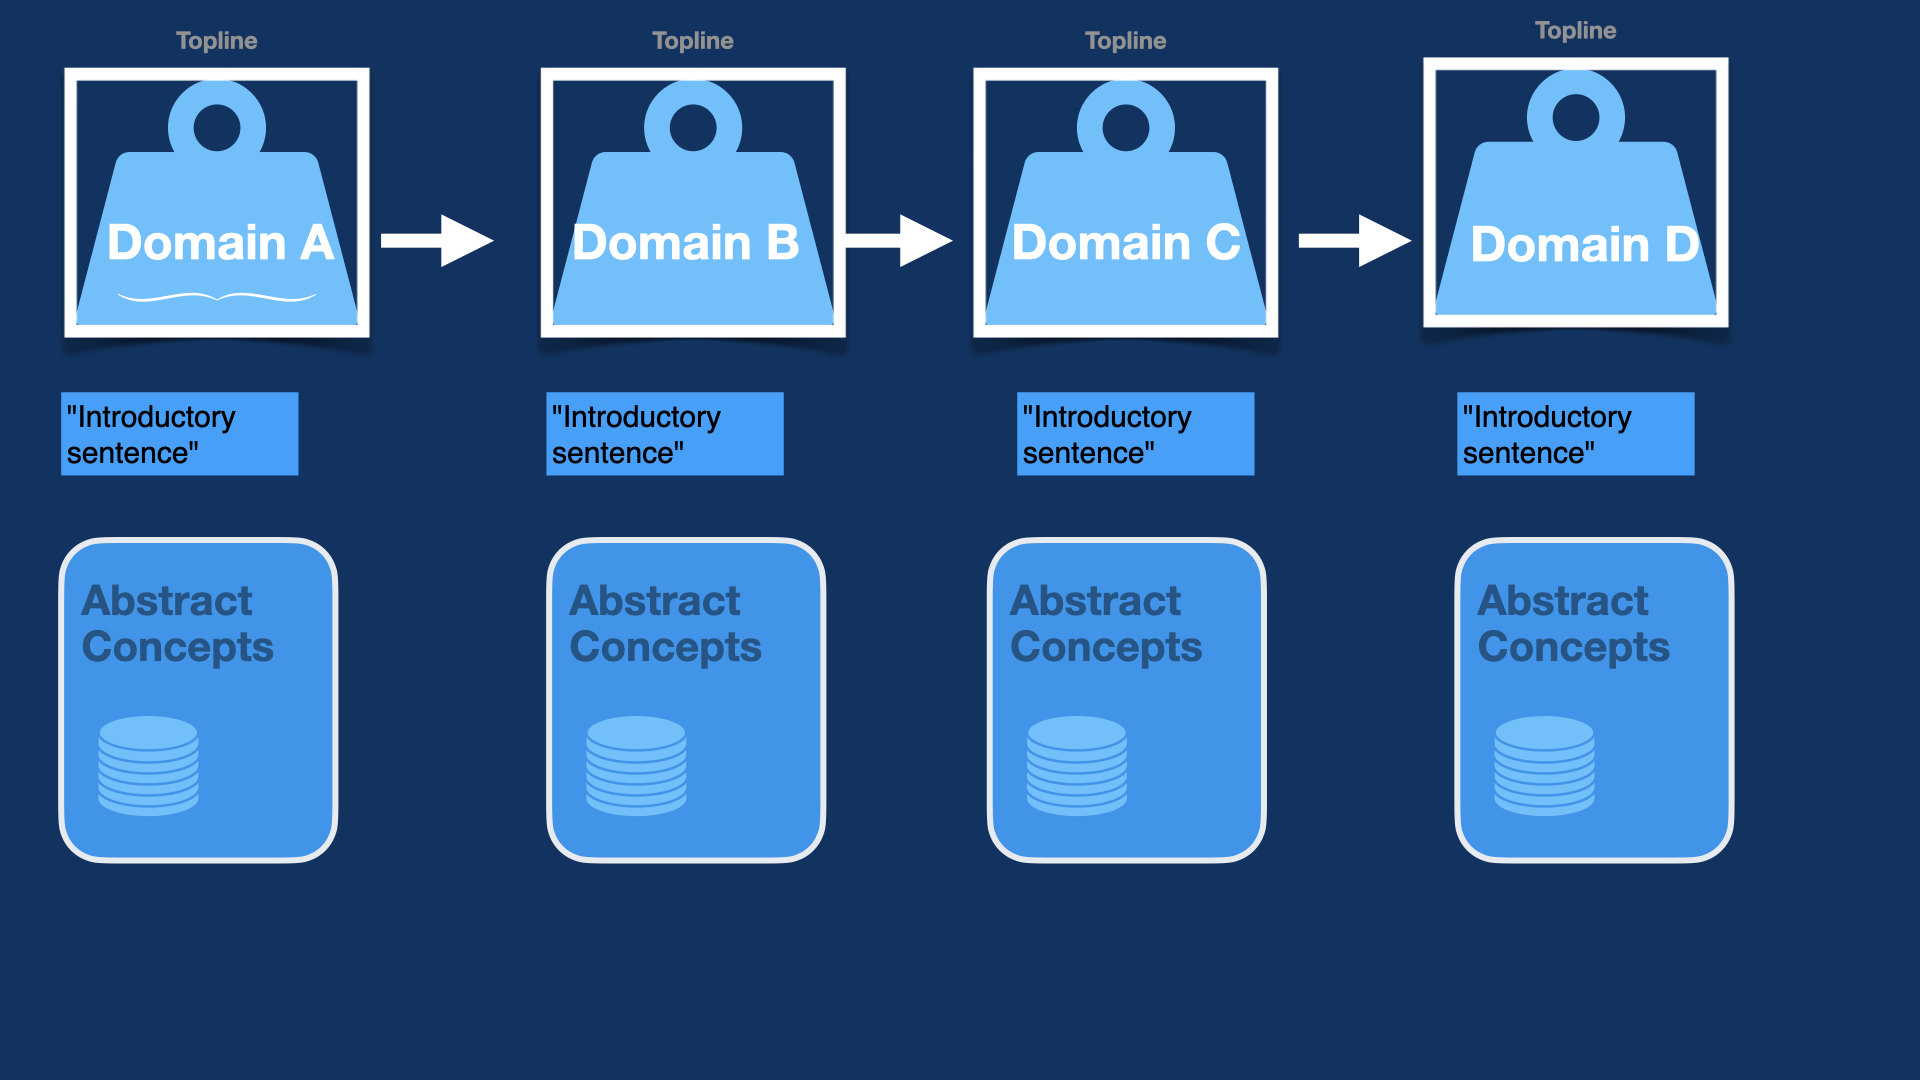 Topline
Topline
Topline
Topline
Domain A
Domain B
Domain C
Domain D
"Introductory
sentence"
"Introductory
sentence"
"Introductory
sentence"
"Introductory
sentence"
Abstract
Concepts
Abstract
Concepts
Abstract
Concepts
Abstract
Concepts